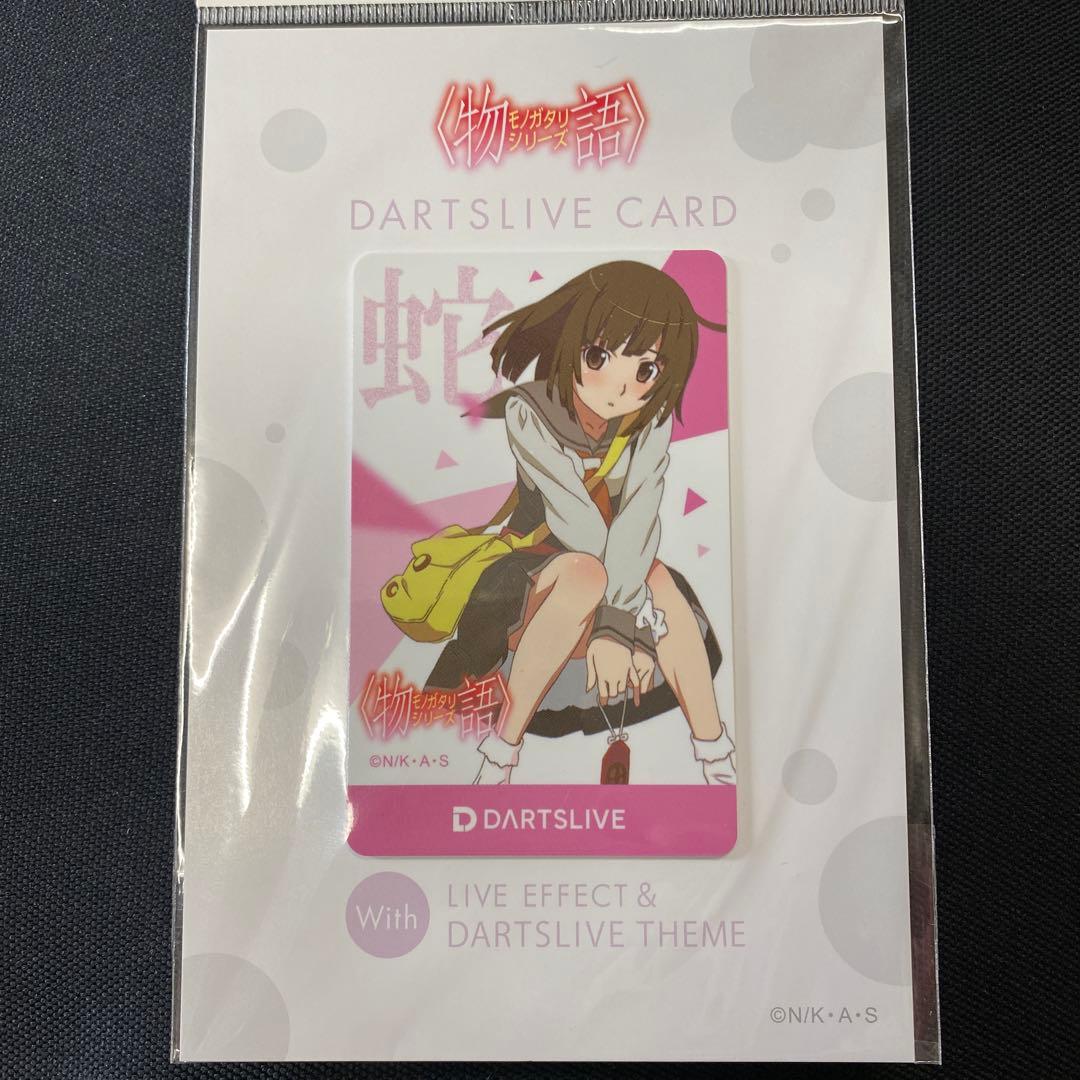 〈物語〉
モノガタリ
シリーズ
DARTSLIVE CARD
蛇
〈物語〉
モノガタリ
シリーズ
©N/K・A・S
DARTSLIVE
With
LIVE EFFECT &
DARTSLIVE THEME
©N/K・A・S